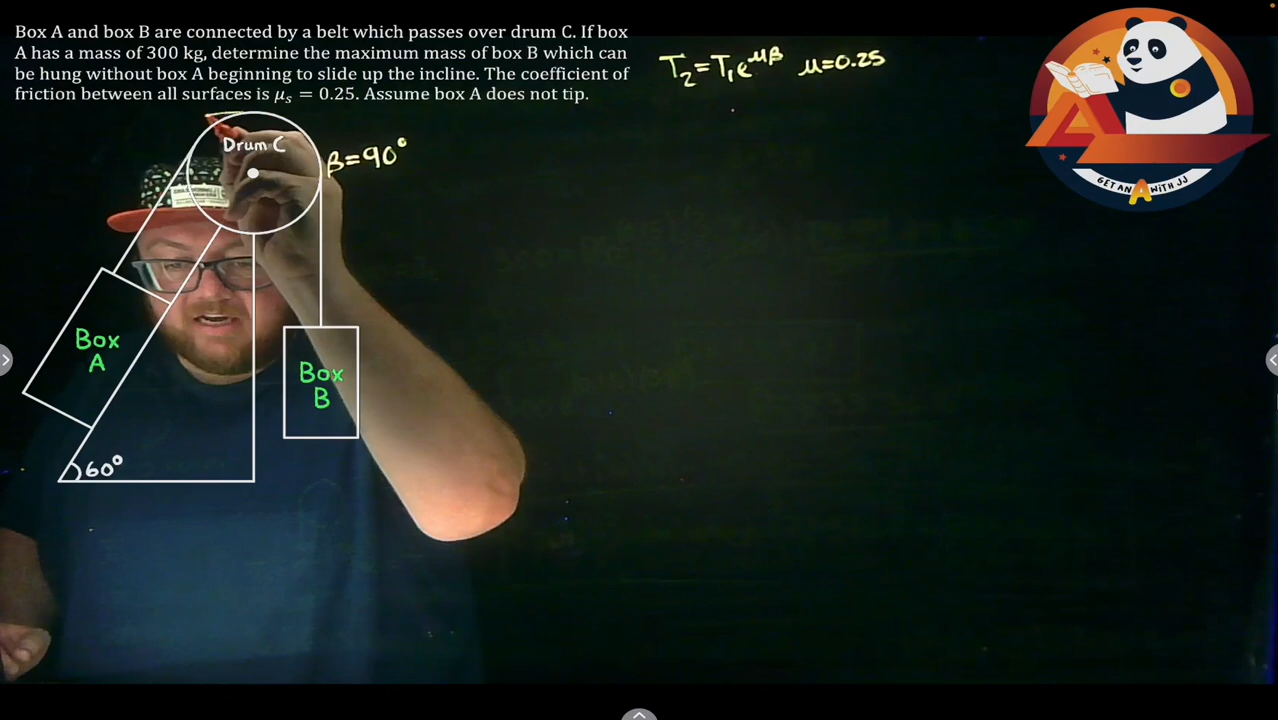 Box A and box B are connected by a belt which passes over drum C. If box
A has a mass of 300 kg, determine the maximum mass of box B which can
be hung without box A beginning to slide up the incline. The coefficient of
friction between all surfaces is μₛ = 0.25. Assume box A does not tip.
T₂=T₁e^μβ μ=0.25
Drum C
β=90°
Box
A
Box
B
60°
GET AN A WITH JJ